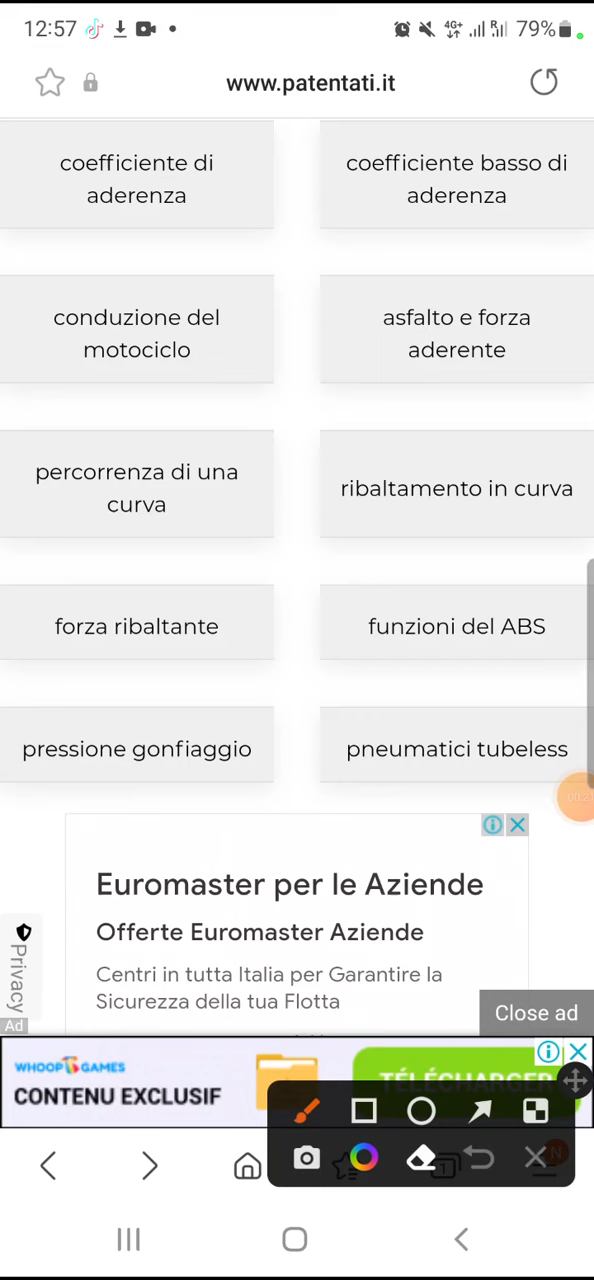 12:57
4G+
R
79%
www.patentati.it
coefficiente di
aderenza
coefficiente basso di
aderenza
conduzione del
motociclo
asfalto e forza
aderente
percorrenza di una
curva
ribaltamento in curva
forza ribaltante
funzioni del ABS
pressione gonfiaggio
pneumatici tubeless
Euromaster per le Aziende
Offerte Euromaster Aziende
Centri in tutta Italia per Garantire la
Sicurezza della tua Flotta
Privacy
Ad
Close ad
WHOOP GAMES
CONTENU EXCLUSIF
TÉLÉCHARGER
1
N